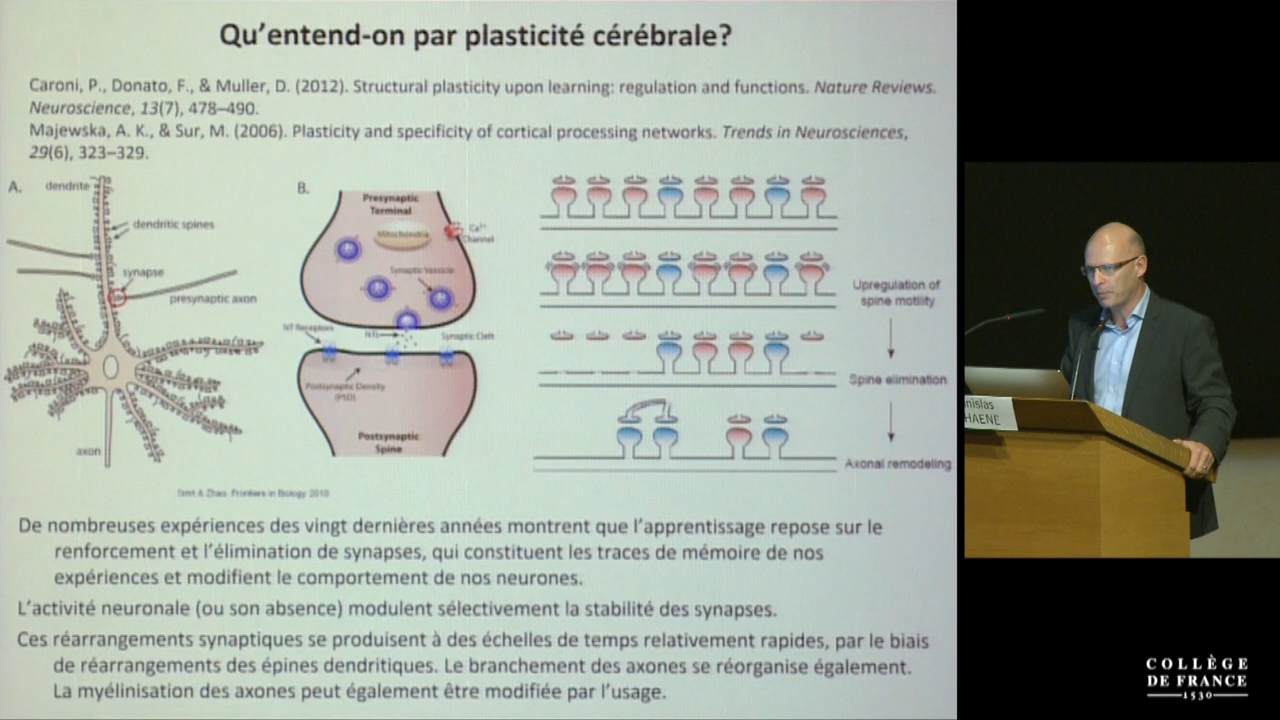 Qu'entend-on par plasticité cérébrale?
Caroni, P., Donato, F., & Muller, D. (2012). Structural plasticity upon learning: regulation and functions. Nature Reviews.
Neuroscience, 13(7), 478–490.
Majewska, A. K., & Sur, M. (2006). Plasticity and specificity of cortical processing networks. Trends in Neurosciences,
29(6), 323–329.
A.
dendrite
dendritic spines
synapse
presynaptic axon
axon
B.
Presynaptic
Terminal
Mitochondria
Ca²⁺
Channel
Synaptic Vesicle
NT Receptors
NTs
Synaptic Cleft
Postsynaptic Density
(PSD)
Postsynaptic
Spine
Upregulation of
spine motility
Spine elimination
Axonal remodeling
& Zhao. Frontiers in Biology 2010
De nombreuses expériences des vingt dernières années montrent que l'apprentissage repose sur le
renforcement et l'élimination de synapses, qui constituent les traces de mémoire de nos
expériences et modifient le comportement de nos neurones.
L'activité neuronale (ou son absence) modulent sélectivement la stabilité des synapses.
Ces réarrangements synaptiques se produisent à des échelles de temps relativement rapides, par le biais
de réarrangements des épines dendritiques. Le branchement des axones se réorganise également.
La myélinisation des axones peut également être modifiée par l'usage.
nislas
HAENE
COLLÈGE
DE FRANCE
1530